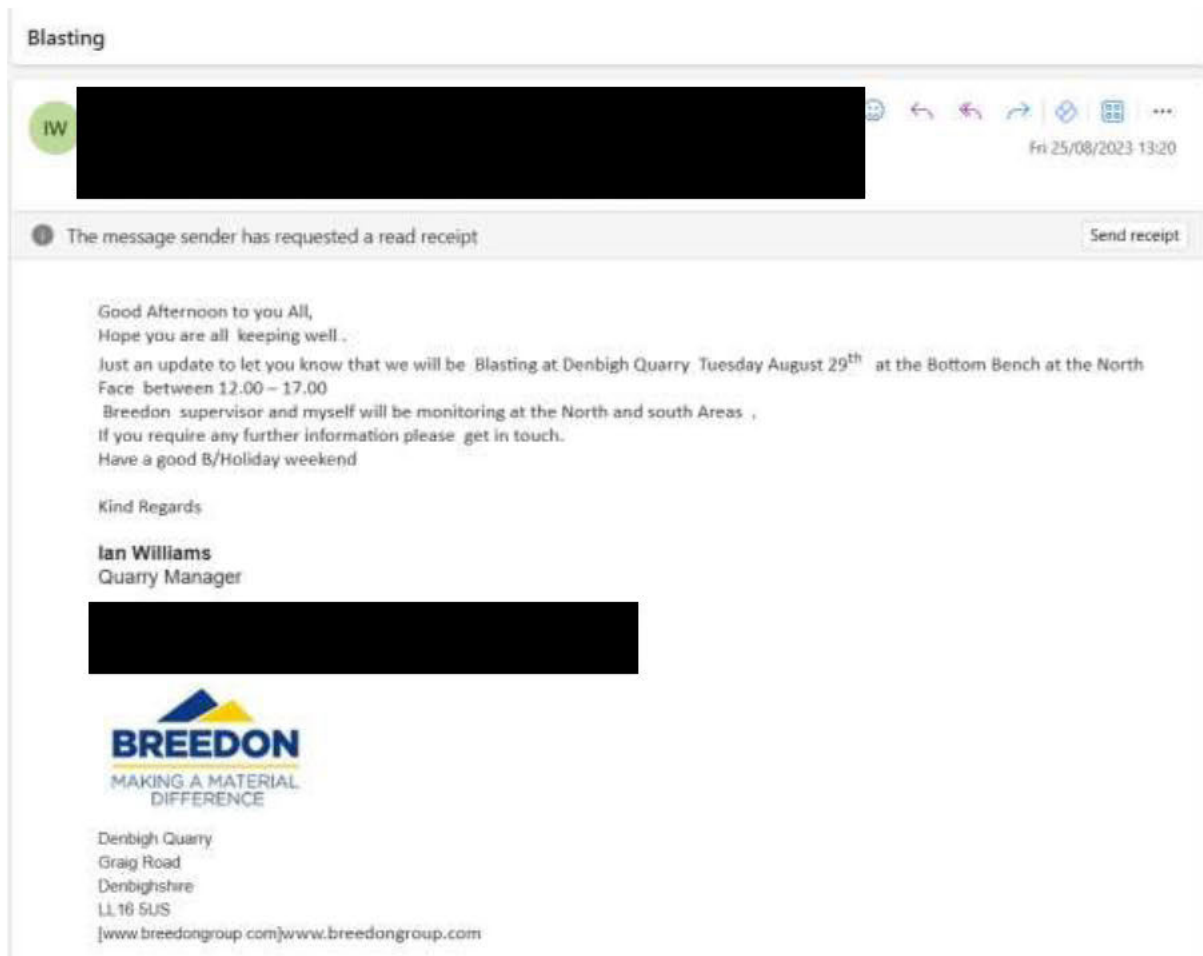 Blasting
IW
Fri 25/08/2023 13:20
The message sender has requested a read receipt
Send receipt
Good Afternoon to you All,
Hope you are all keeping well .
Just an update to let you know that we will be Blasting at Denbigh Quarry Tuesday August 29th at the Bottom Bench at the North
Face between 12.00 – 17.00
Breedon supervisor and myself will be monitoring at the North and south Areas .
If you require any further information please get in touch.
Have a good B/Holiday weekend
Kind Regards
Ian Williams
Quarry Manager
BREEDON
MAKING A MATERIAL
DIFFERENCE
Denbigh Quarry
Graig Road
Denbighshire
LL16 5US
[www.breedongroup.com]www.breedongroup.com